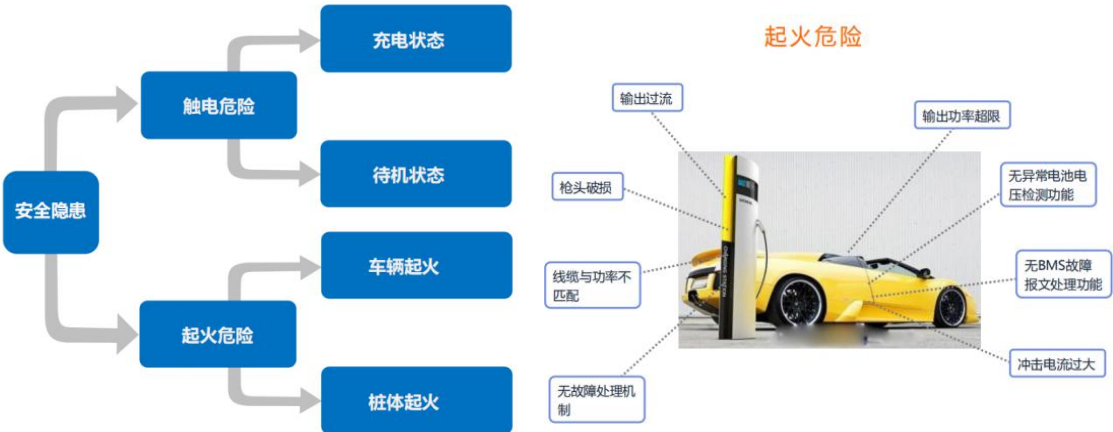 充电状态
触电危险
待机状态
安全隐患
车辆起火
起火危险
桩体起火
起火危险
输出过流
输出功率超限
枪头破损
无异常电池电
压检测功能
线缆与功率不
匹配
无BMS故障
报文处理功能
无故障处理机
制
冲击电流过大